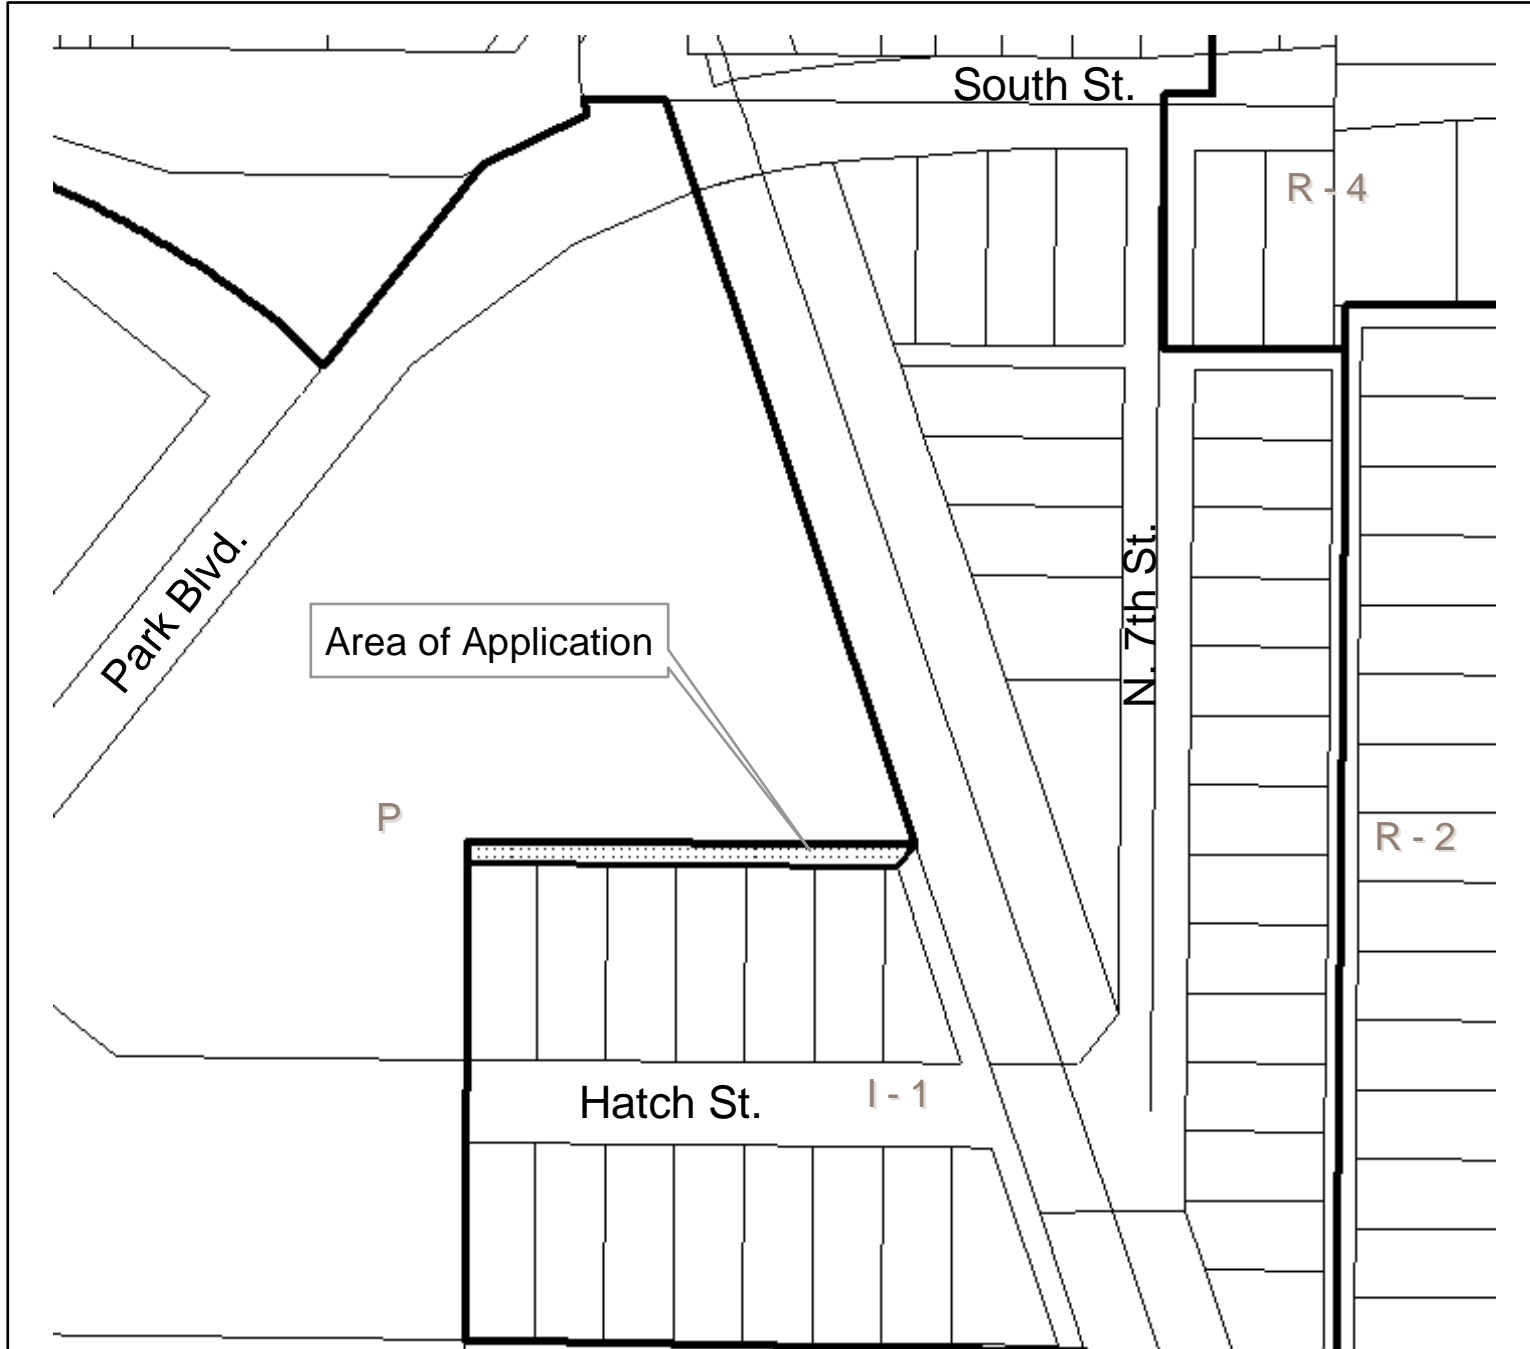 South St.
R - 4
Park Blvd.
N. 7th St.
Area of Application
P
R - 2
Hatch St.
I - 1